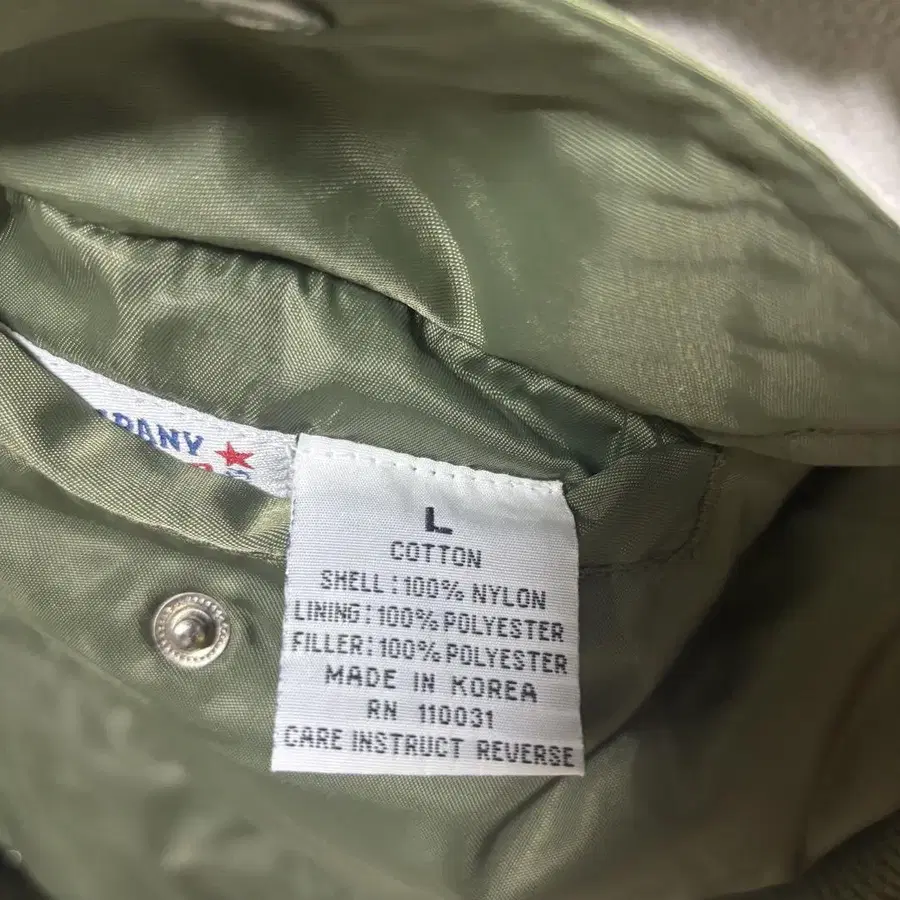 L
COTTON
SHELL:100% NYLON
LINING:100% POLYESTER
FILLER:100% POLYESTER
MADE IN KOREA
RN 110031
CARE INSTRUCT REVERSE